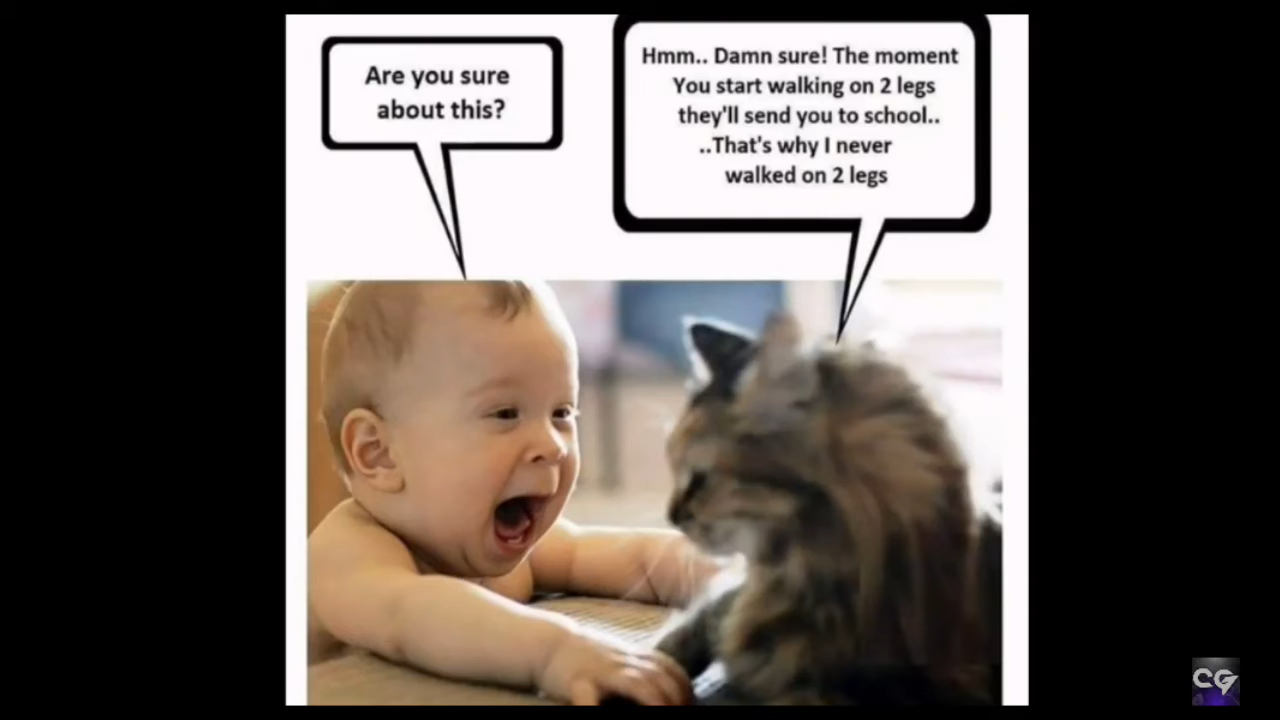 Are you sure
about this?
Hmm.. Damn sure! The moment
You start walking on 2 legs
they'll send you to school..
..That's why I never
walked on 2 legs
CG